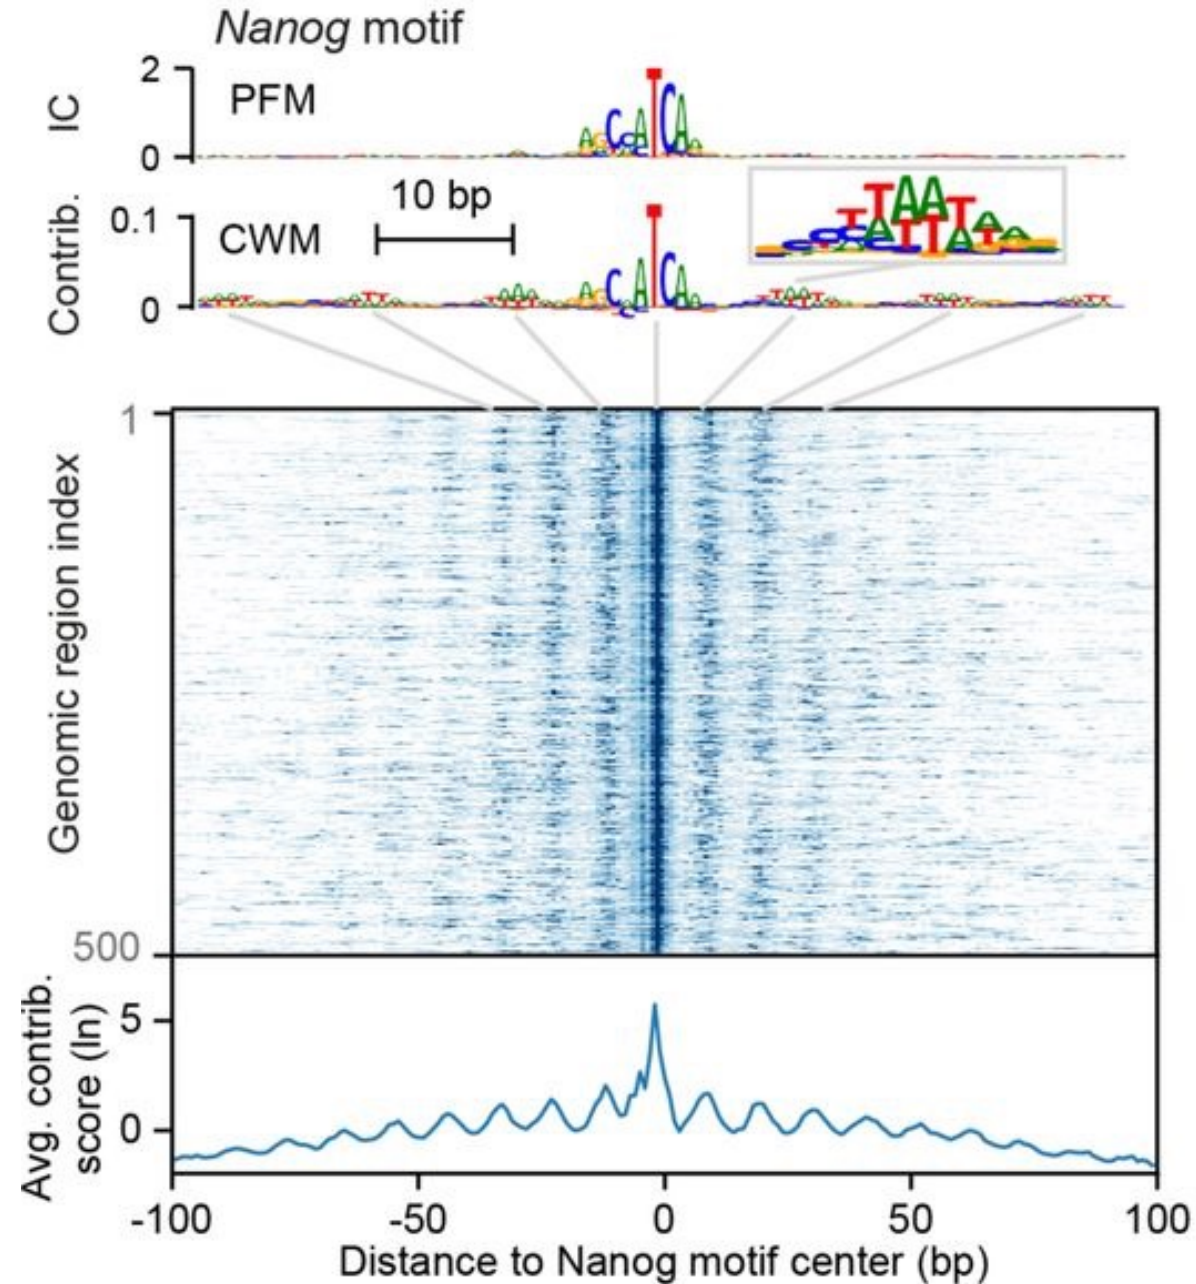 Nanog motif
IC
2
0
PFM
Contrib.
0.1
0
CWM
10 bp
1
500
Genomic region index
Avg. contrib.
score (ln)
5
0
-100
-50
0
50
100
Distance to Nanog motif center (bp)